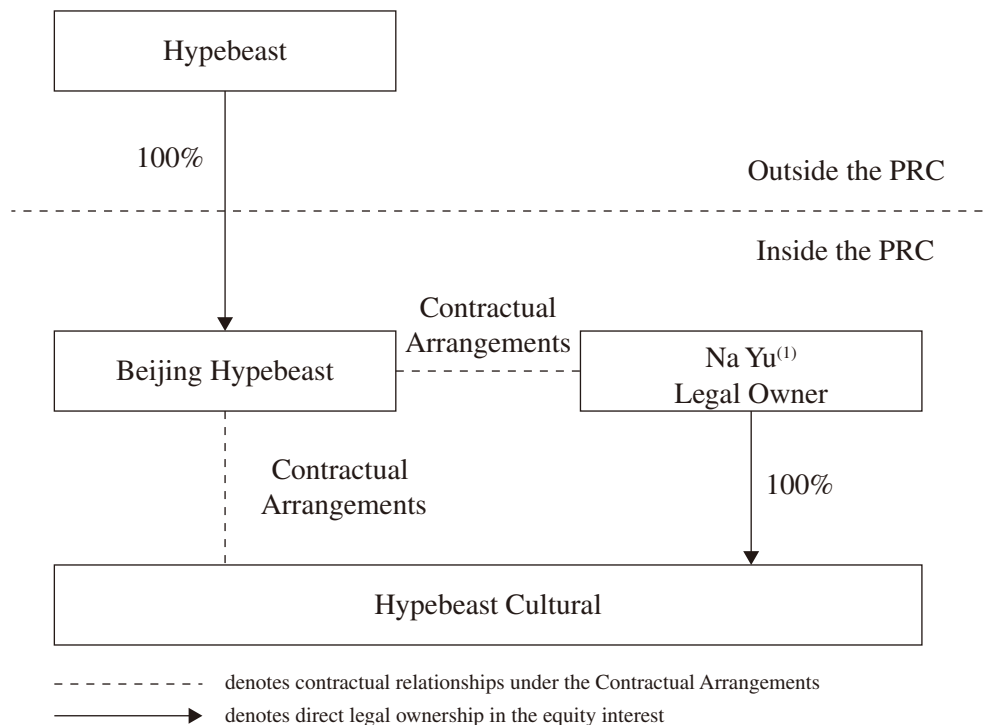 Hypebeast
100%
Outside the PRC
Inside the PRC
Contractual
Arrangements
Beijing Hypebeast
Na Yu(1)
Legal Owner
Contractual
Arrangements
100%
Hypebeast Cultural
denotes contractual relationships under the Contractual Arrangements
denotes direct legal ownership in the equity interest